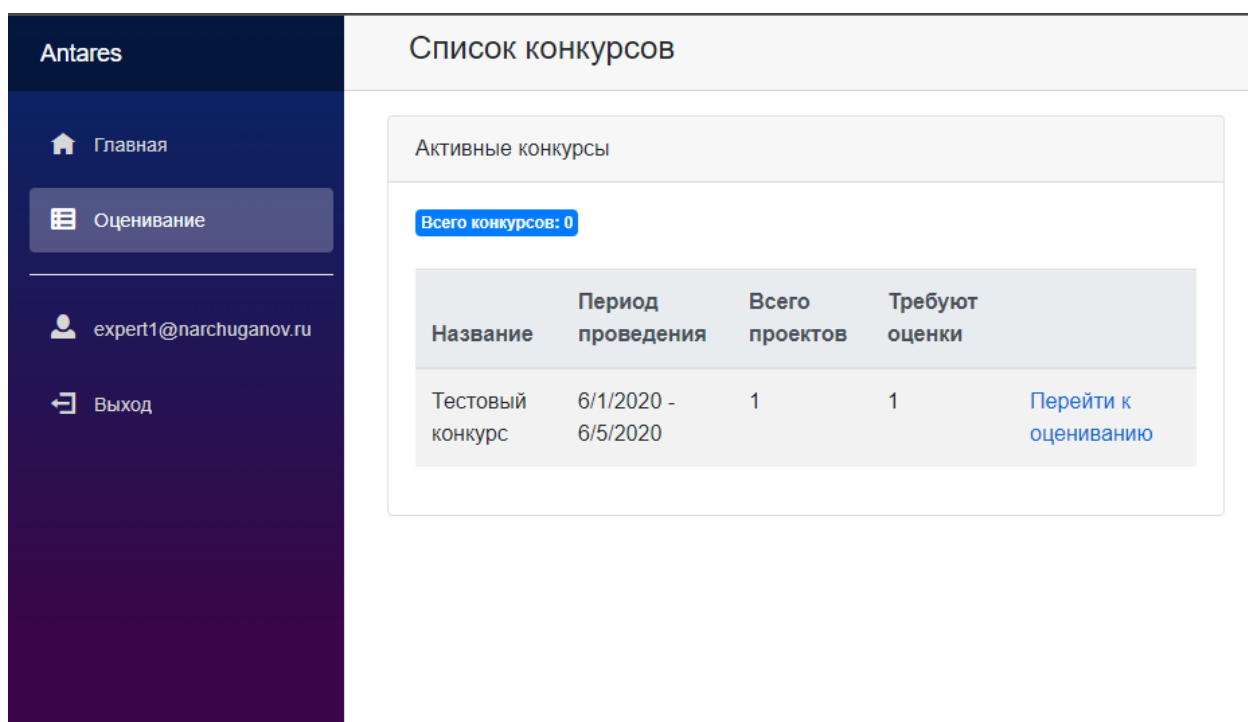 Antares
Список конкурсов
Главная
Оценивание
expert1@narchuganov.ru
Выход
Активные конкурсы
Всего конкурсов: 0
Название
Период
проведения
Всего
проектов
Требуют
оценки
Тестовый
конкурс
6/1/2020 -
6/5/2020
1
1
Перейти к
оцениванию